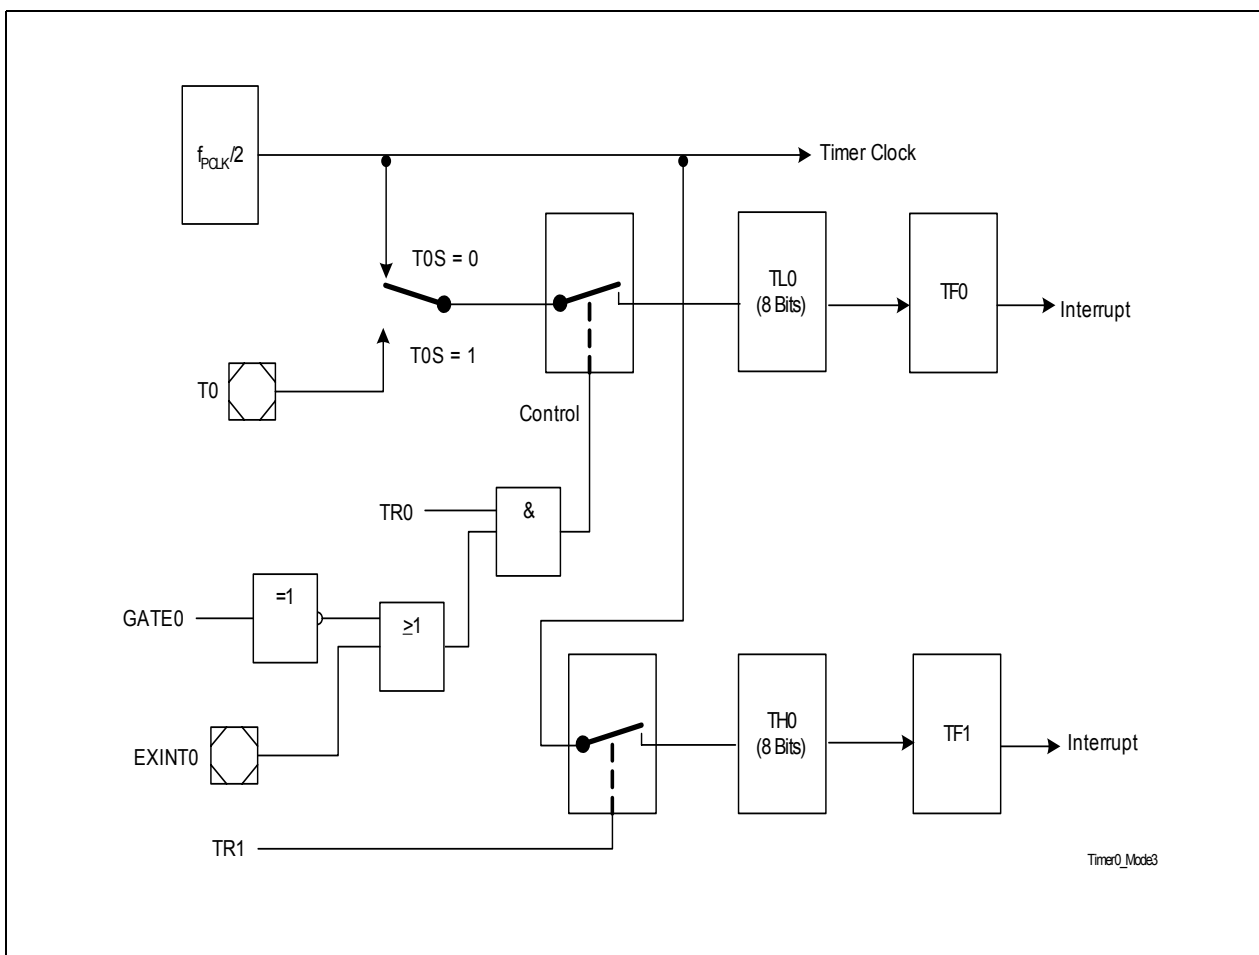 f_PCLK/2
Timer Clock
T0S = 0
T0S = 1
T0
Control
TL0
(8 Bits)
TF0
Interrupt
TR0
&
GATE0
=1
≥1
EXINT0
TR1
TH0
(8 Bits)
TF1
Interrupt
Timer0_Mode3